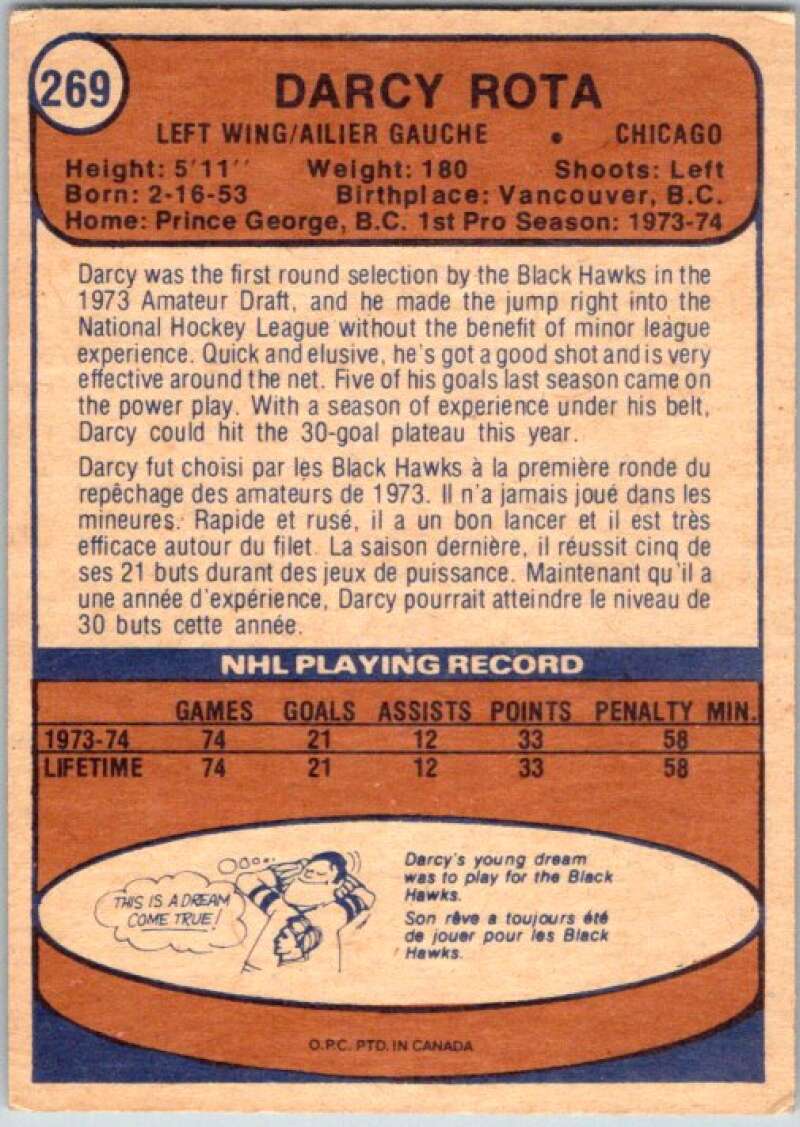 269
DARCY ROTA
LEFT WING/AILIER GAUCHE • CHICAGO
Height: 5'11'' Weight: 180 Shoots: Left
Born: 2-16-53 Birthplace: Vancouver, B.C.
Home: Prince George, B.C. 1st Pro Season: 1973-74
Darcy was the first round selection by the Black Hawks in the
1973 Amateur Draft, and he made the jump right into the
National Hockey League without the benefit of minor league
experience. Quick and elusive, he's got a good shot and is very
effective around the net. Five of his goals last season came on
the power play. With a season of experience under his belt,
Darcy could hit the 30-goal plateau this year.
Darcy fut choisi par les Black Hawks à la première ronde du
repêchage des amateurs de 1973. Il n'a jamais joué dans les
mineures. Rapide et rusé, il a un bon lancer et il est très
efficace autour du filet. La saison dernière, il réussit cinq de
ses 21 buts durant des jeux de puissance. Maintenant qu'il a
une année d'expérience, Darcy pourrait atteindre le niveau de
30 buts cette année.
NHL PLAYING RECORD
GAMES GOALS ASSISTS POINTS PENALTY MIN.
1973-74 74 21 12 33 58
LIFETIME 74 21 12 33 58
THIS IS A DREAM
COME TRUE!
Darcy's young dream
was to play for the Black
Hawks.
Son rêve a toujours été
de jouer pour les Black
Hawks.
O.P.C. PTD. IN CANADA